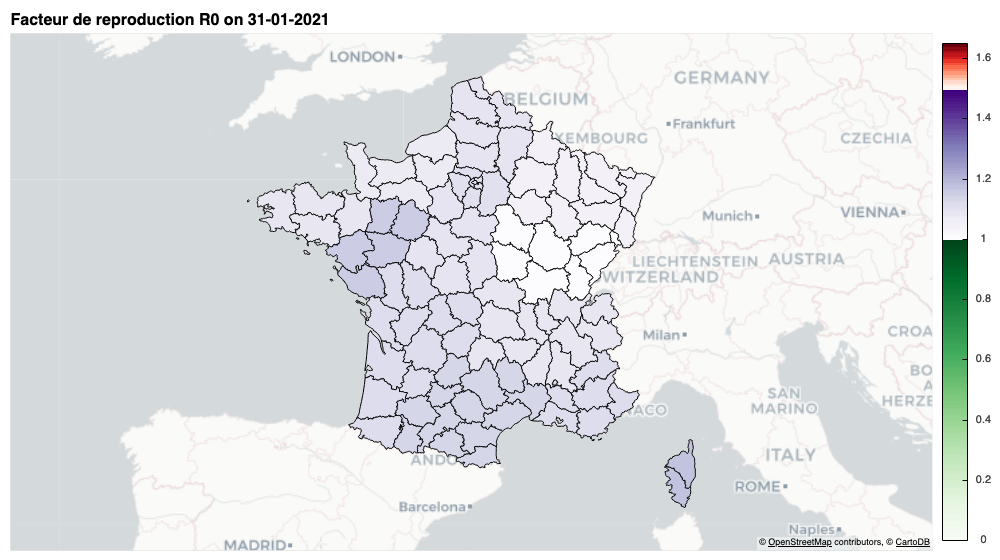 Facteur de reproduction R0 on 31-01-2021
LONDON
BELGIUM
GERMANY
Frankfurt
XEMBOURG
CZECHIA
Munich
VIENNA
LIECHTENSTEIN
AUSTRIA
WITZERLAND
Milan
CROA
BO
A
HERZE
SAN
MARINO
ACO
ITALY
ANDO
ROME
Barcelona
Naples
MADRID
© OpenStreetMap contributors, © CartoDB
1.6
1.4
1.2
1
0.8
0.6
0.4
0.2
0